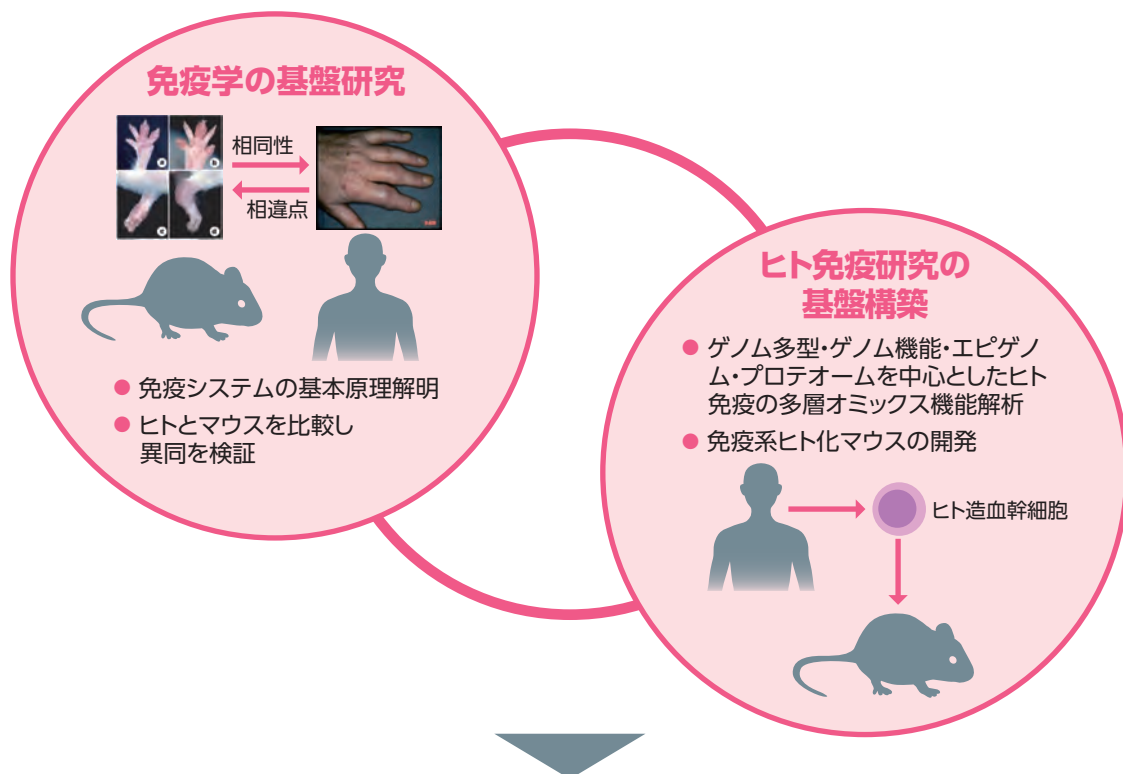 免疫学の基盤研究
相同性
相違点
a
b
c
d
● 免疫システムの基本原理解明
● ヒトとマウスを比較し
異同を検証
ヒト免疫研究の
基盤構築
● ゲノム多型・ゲノム機能・エピゲノ
ム・プロテオームを中心としたヒト
免疫の多層オミックス機能解析
● 免疫系ヒト化マウスの開発
ヒト造血幹細胞